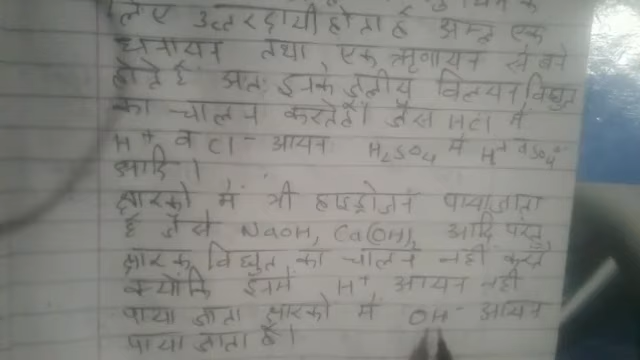 लिए उत्तरदायी होता है अम्ल एक
धनायन तथा, एक ऋणायन से बने
होते है अतः इनके जलीय विलयन विद्युत
का चालन करते है। जैसे HCl में
H+ व Cl- आयन H2SO4 में H+ व SO4
आदि ।
क्षारको में भी हाइड्रोजन पाया जाता
है जैसे NaOH, Ca(OH)2 आदि परंतु
क्षारक विद्युत का चालन नही करते
क्योंकि इनमें H+ आयन नही
पाया जाता क्षारको में OH- आयन
पाया जाता है।